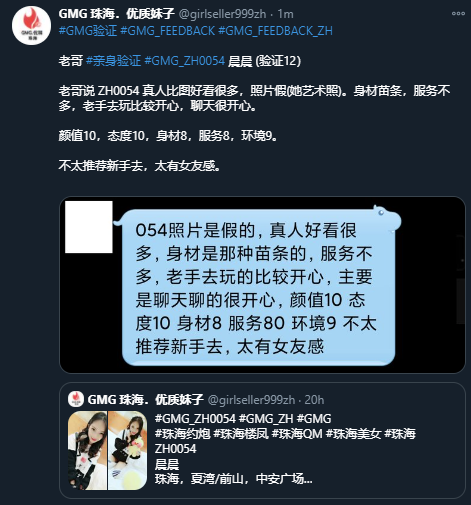 GMG 珠海．优质妹子 @girlseller999zh · 1m
#GMG验证 #GMG_FEEDBACK #GMG_FEEDBACK_ZH
老哥 #亲身验证 #GMG_ZH0054 晨晨 (验证12）
老哥说 ZH0054 真人比图好看很多，照片假(她艺术照)。身材苗条，服务不
多，老手去玩比较开心，聊天很开心。
颜值10，态度10，身材8，服务8，环境9。
不太推荐新手去，太有女友感。
054照片是假的, 真人好看很
多, 身材是那种苗条的, 服务不
多, 老手去玩的比较开心, 主要
是聊天聊的很开心, 颜值10 态
度10 身材8 服务80 环境9 不太
推荐新手去, 太有女友感
GMG 珠海．优质妹子 @girlseller999zh · 20h
#GMG_ZH0054 #GMG_ZH #GMG
#珠海约炮 #珠海楼凤 #珠海QM #珠海美女 #珠海
ZH0054
晨晨
珠海，夏湾/前山，中安广场...